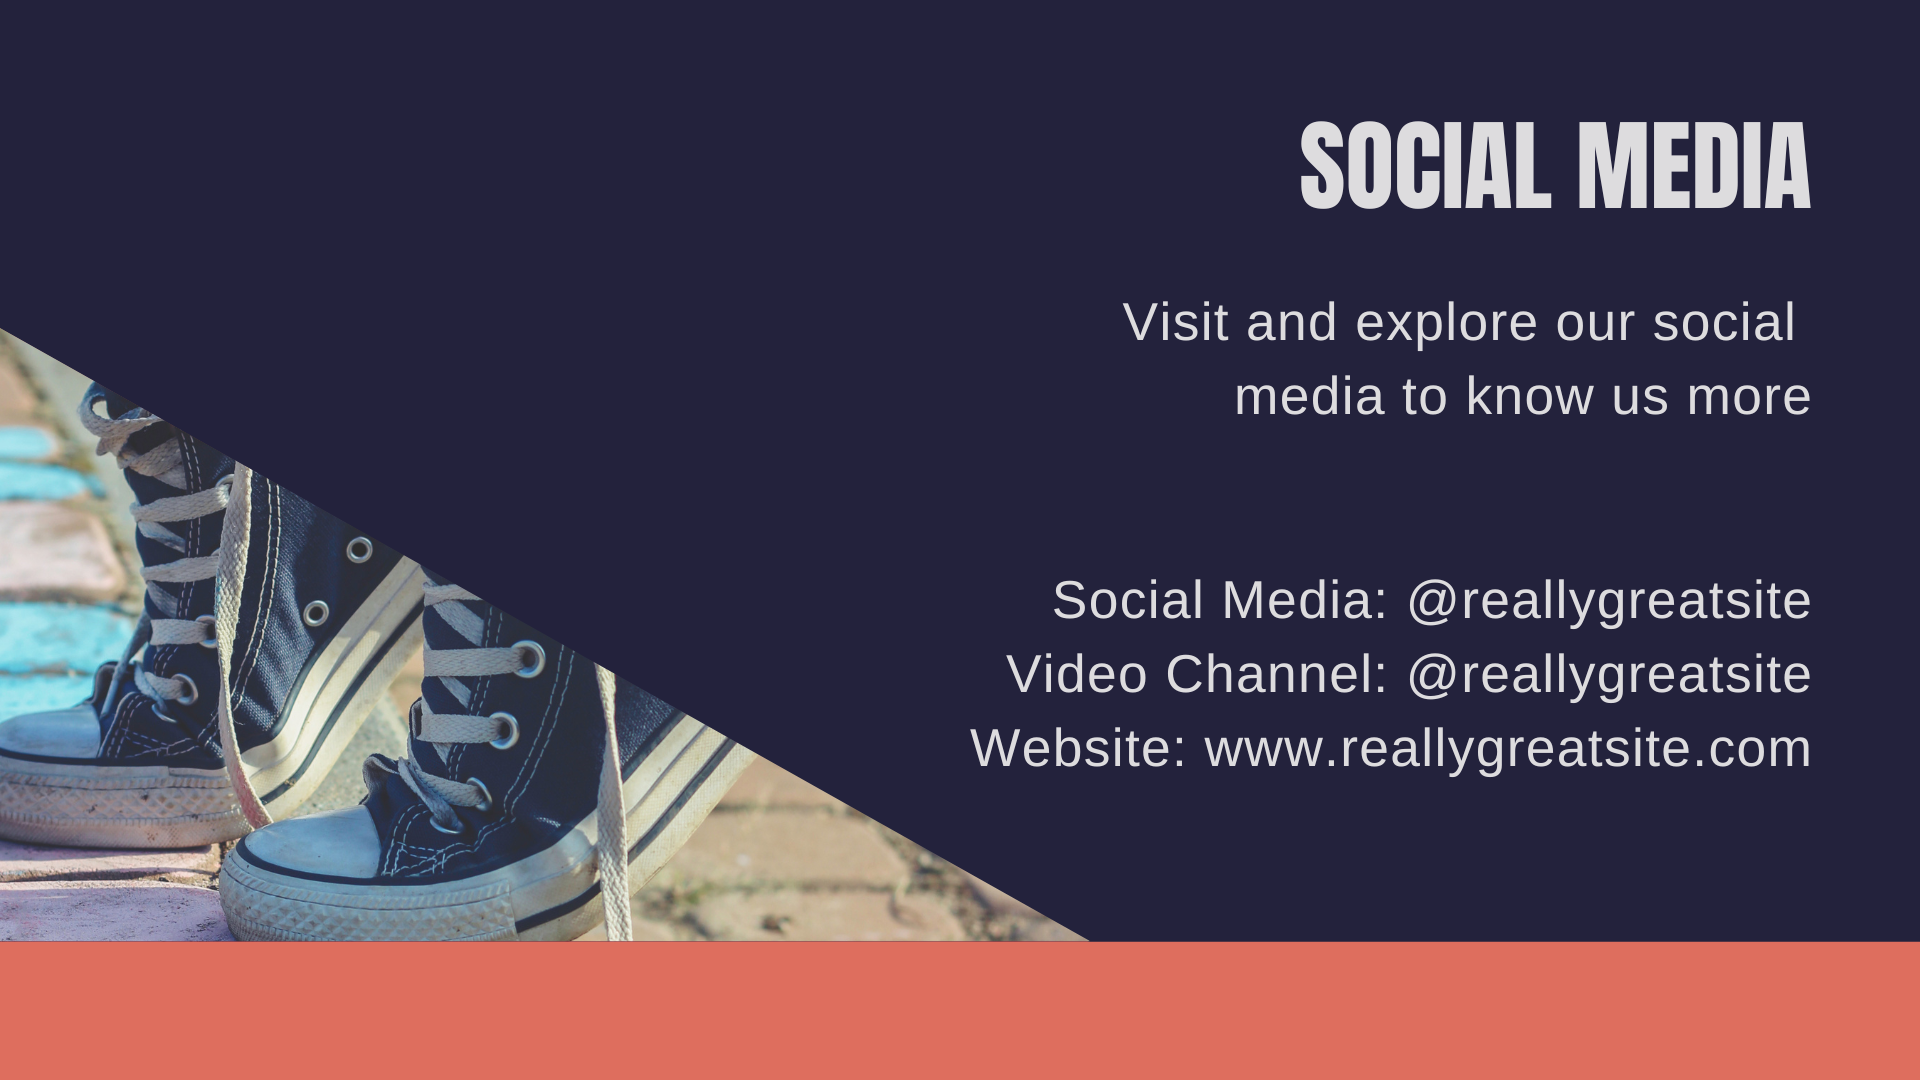 SOCIAL MEDIA
Visit and explore our social
media to know us more
Social Media: @reallygreatsite
Video Channel: @reallygreatsite
Website: www.reallygreatsite.com